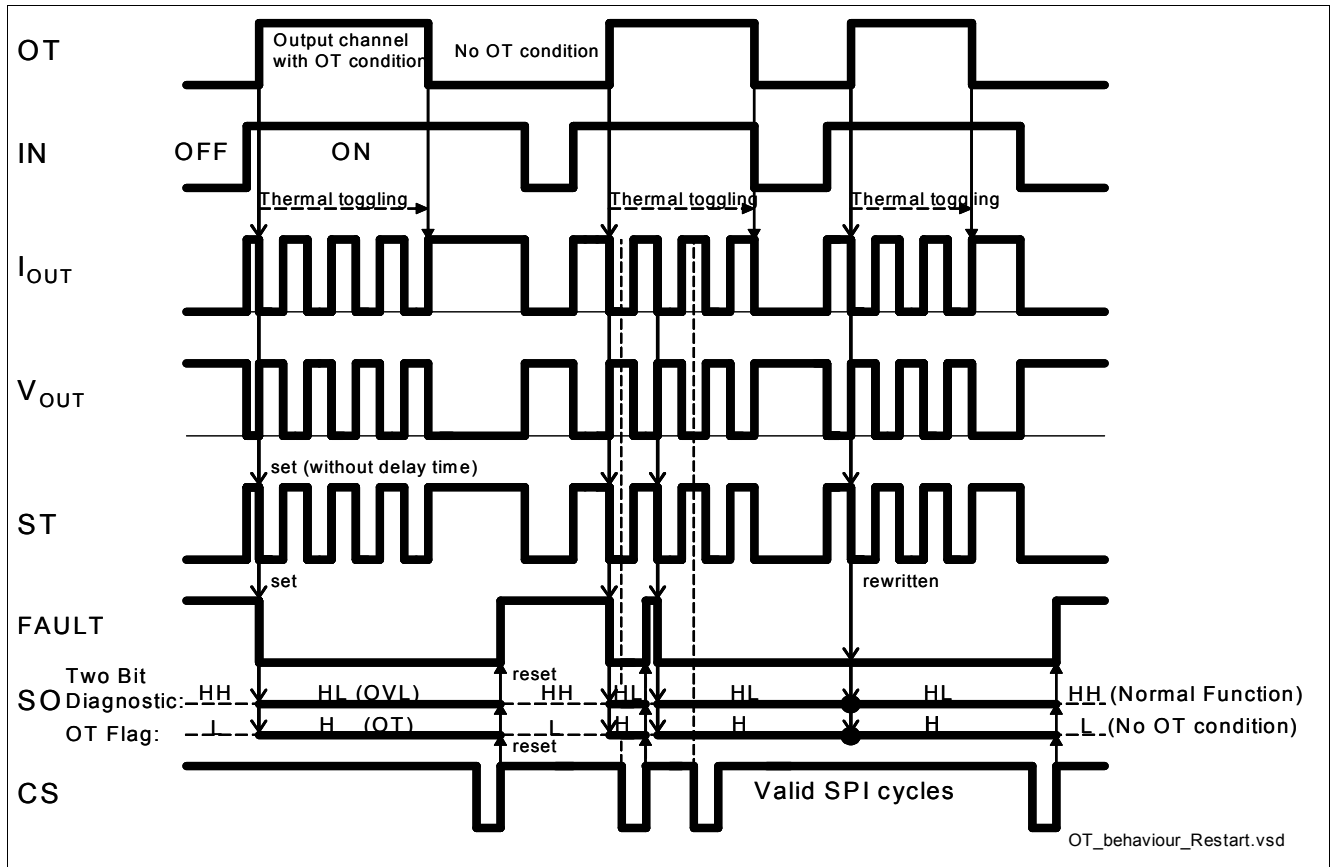 OT
Output channel
with OT condition
No OT condition
IN
OFF
ON
Thermal toggling
Thermal toggling
Thermal toggling
IOUT
VOUT
set (without delay time)
ST
set
rewritten
FAULT
SO
Two Bit
Diagnostic:
HH
HL (OVL)
reset
HH
HL
HL
HL
HH (Normal Function)
OT Flag:
L
H (OT)
reset
L
H
H
H
L (No OT condition)
CS
Valid SPI cycles
OT_behaviour_Restart.vsd